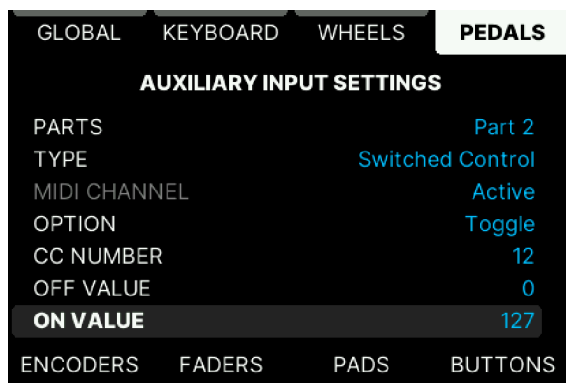 GLOBAL KEYBOARD WHEELS PEDALS
AUXILIARY INPUT SETTINGS
PARTS Part 2
TYPE Switched Control
MIDI CHANNEL Active
OPTION Toggle
CC NUMBER 12
OFF VALUE 0
ON VALUE 127
ENCODERS FADERS PADS BUTTONS